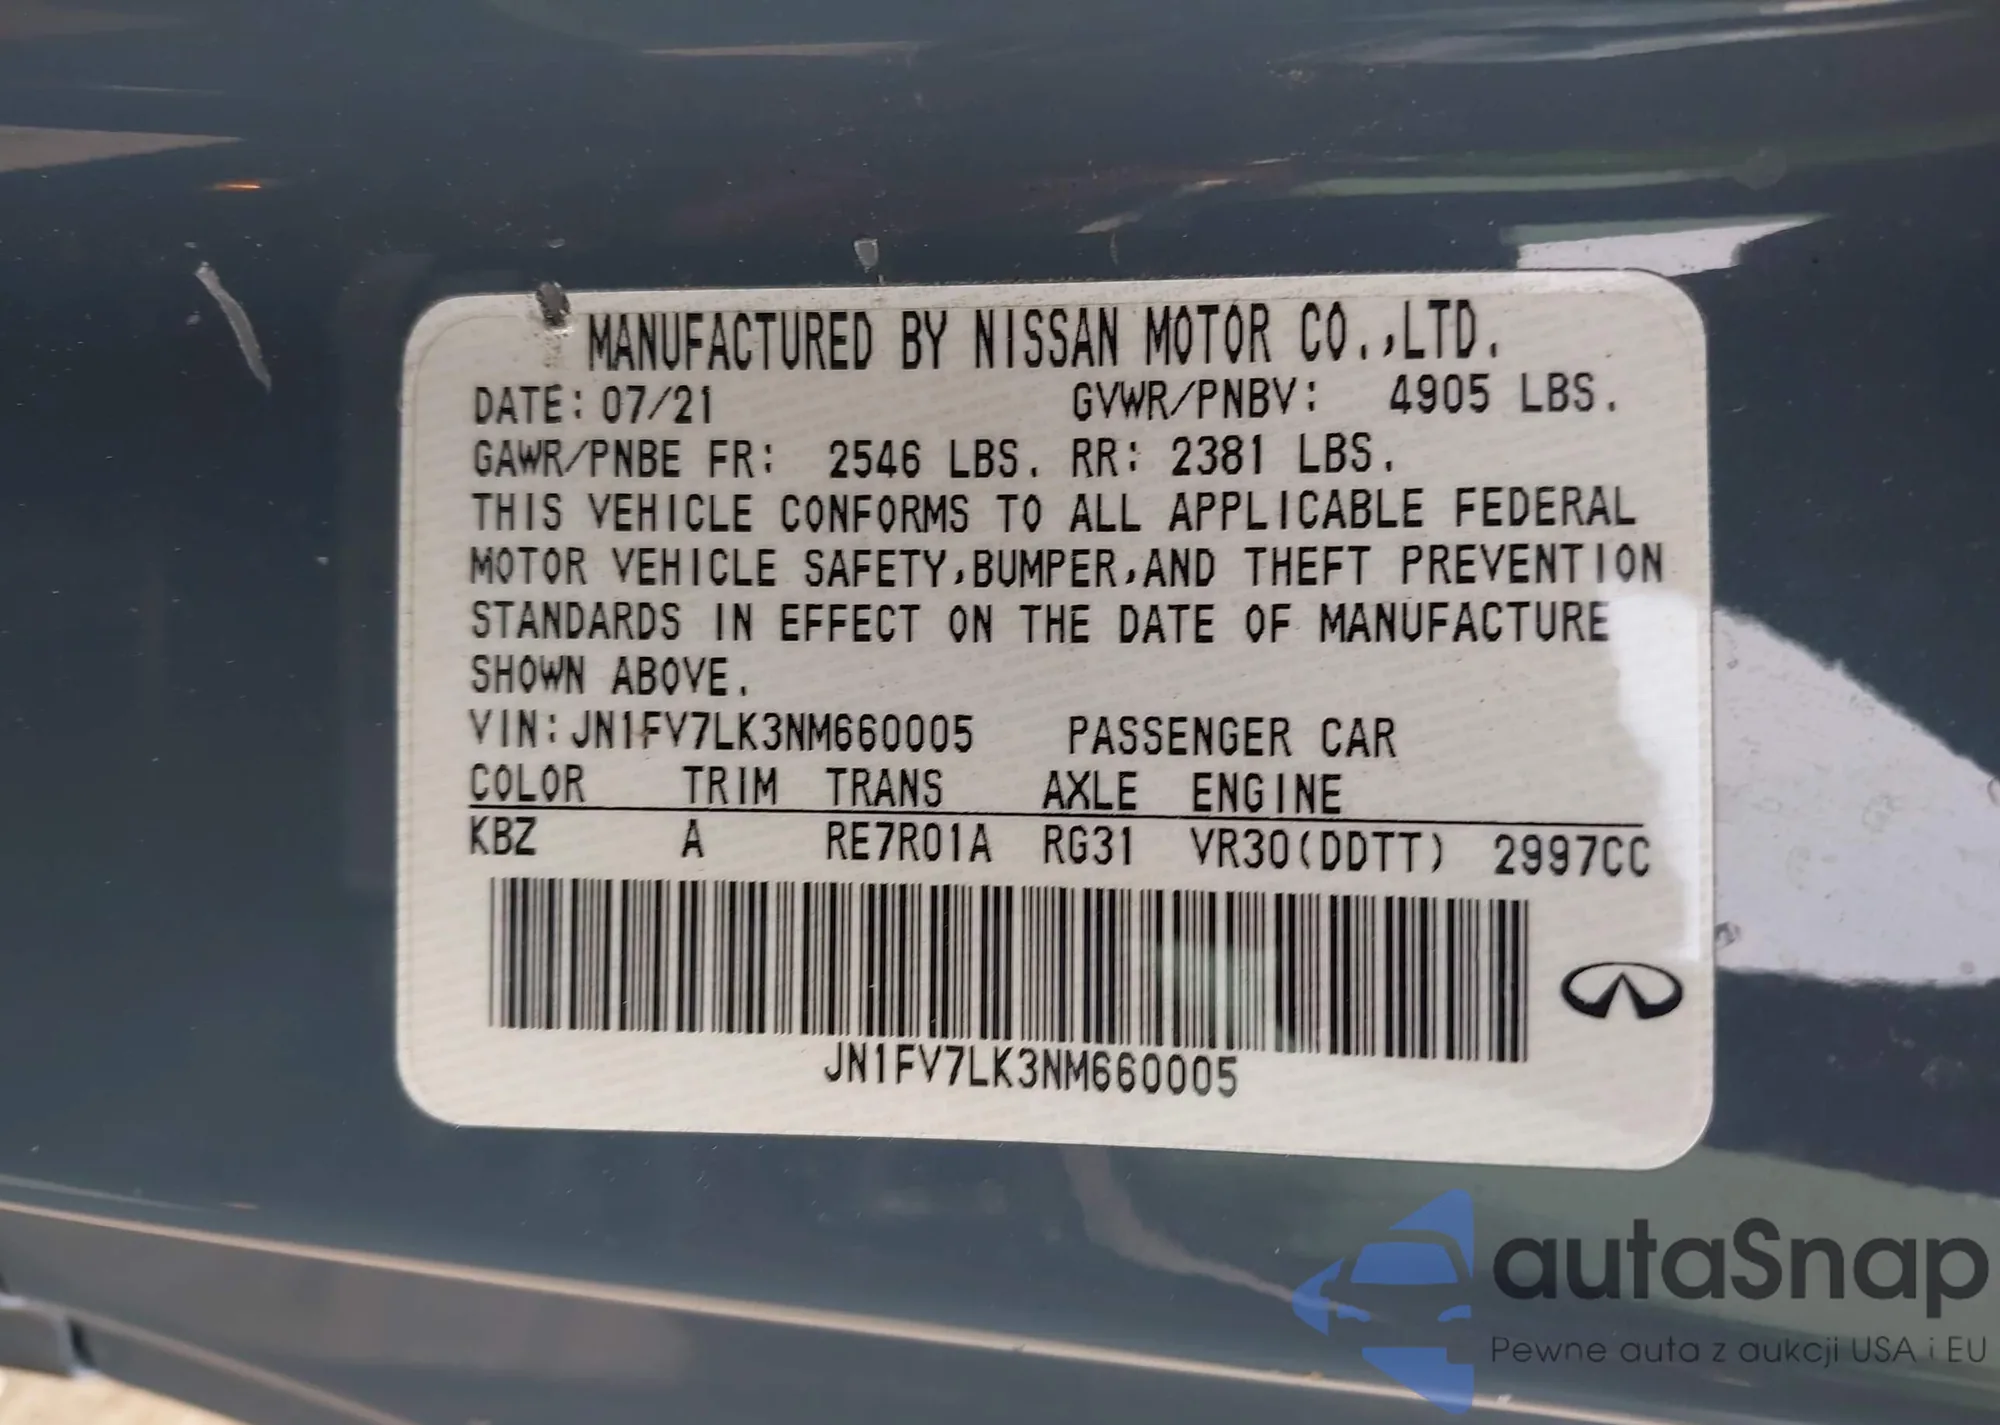 MANUFACTURED BY NISSAN MOTOR CO.,LTD.
DATE: 07/21 GVWR/PNBV: 4905 LBS.
GAWR/PNBE FR: 2546 LBS. RR: 2381 LBS.
THIS VEHICLE CONFORMS TO ALL APPLICABLE FEDERAL
MOTOR VEHICLE SAFETY,BUMPER,AND THEFT PREVENTION
STANDARDS IN EFFECT ON THE DATE OF MANUFACTURE
SHOWN ABOVE.
VIN:JN1FV7LK3NM660005 PASSENGER CAR
COLOR TRIM TRANS AXLE ENGINE
KBZ A RE7R01A RG31 VR30(DDTT) 2997CC
JN1FV7LK3NM660005
autaSnap
Pewne auta z aukcji USA i EU